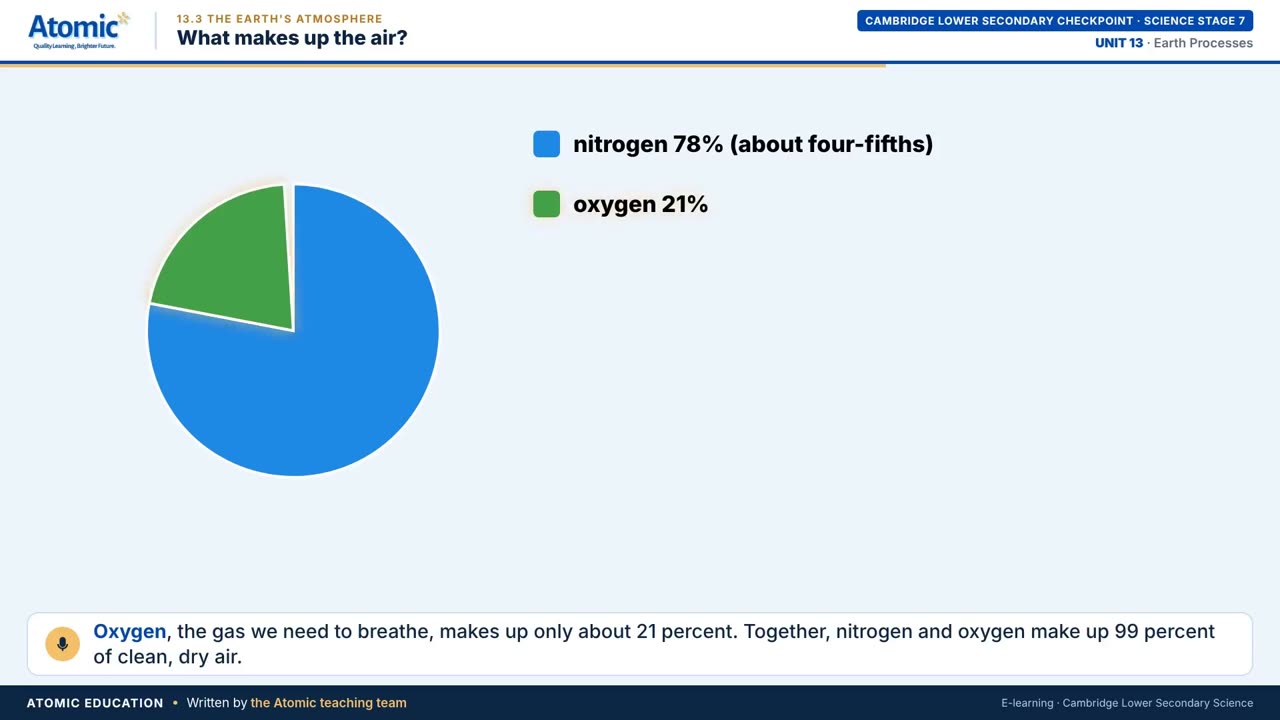 Atomic
Quality Learning, Brighter Future.
13.3 THE EARTH'S ATMOSPHERE
What makes up the air?
CAMBRIDGE LOWER SECONDARY CHECKPOINT · SCIENCE STAGE 7
UNIT 13 · Earth Processes
nitrogen 78% (about four-fifths)
oxygen 21%
Oxygen, the gas we need to breathe, makes up only about 21 percent. Together, nitrogen and oxygen make up 99 percent
of clean, dry air.
ATOMIC EDUCATION • Written by the Atomic teaching team
E-learning · Cambridge Lower Secondary Science